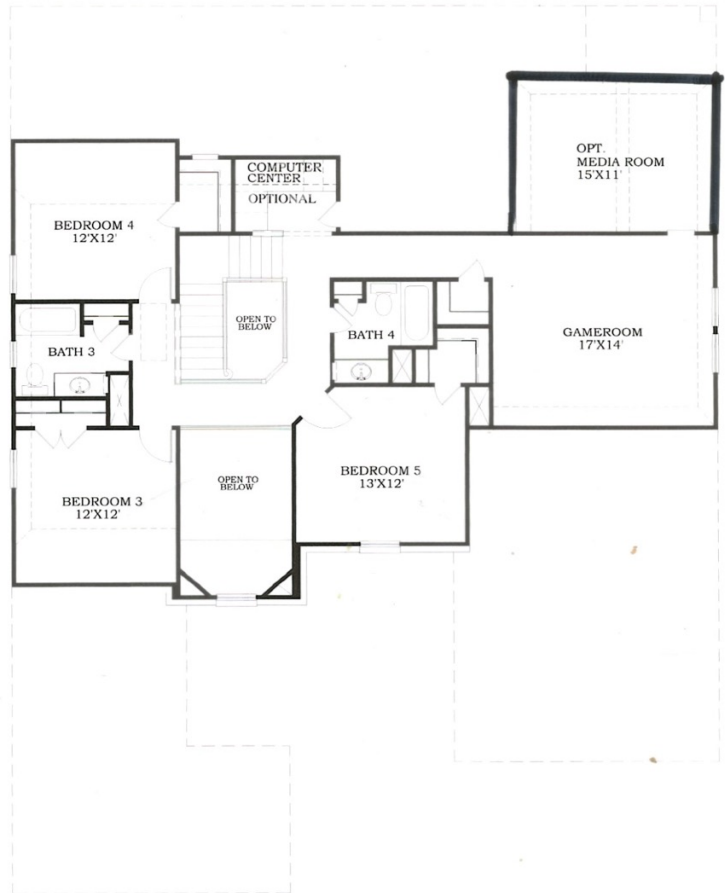 OPT.
MEDIA ROOM
15'X11'
COMPUTER
CENTER
OPTIONAL
BEDROOM 4
12'X12'
OPEN TO
BELOW
BATH 4
GAMEROOM
17'X14'
BATH 3
BEDROOM 5
13'X12'
OPEN TO
BELOW
BEDROOM 3
12'X12'